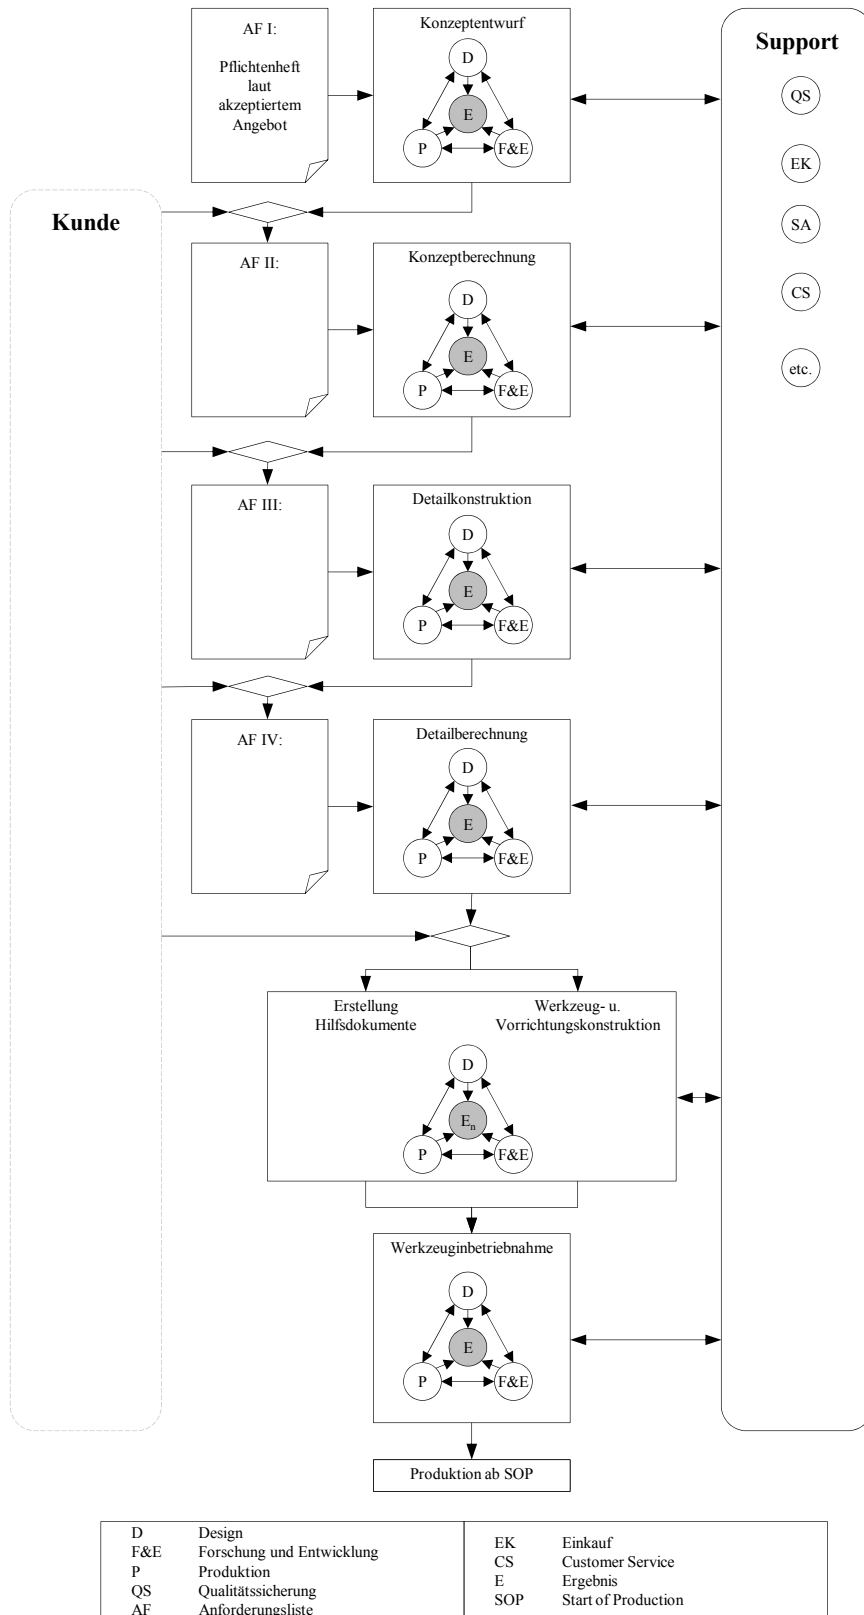 AF I:
Pflichtenheft
laut
akzeptiertem
Angebot
Konzeptentwurf
D
E
P
F&E
Support
QS
EK
SA
CS
etc.
Kunde
AF II:
Konzeptberechnung
D
E
P
F&E
AF III:
Detailkonstruktion
D
E
P
F&E
AF IV:
Detailberechnung
D
E
P
F&E
Erstellung
Hilfsdokumente
Werkzeug- u.
Vorrichtungskonstruktion
D
En
P
F&E
Werkzeuginbetriebnahme
D
E
P
F&E
Produktion ab SOP
D Design
F&E Forschung und Entwicklung
P Produktion
QS Qualitätssicherung
AF Anforderungsliste
EK Einkauf
CS Customer Service
E Ergebnis
SOP Start of Production